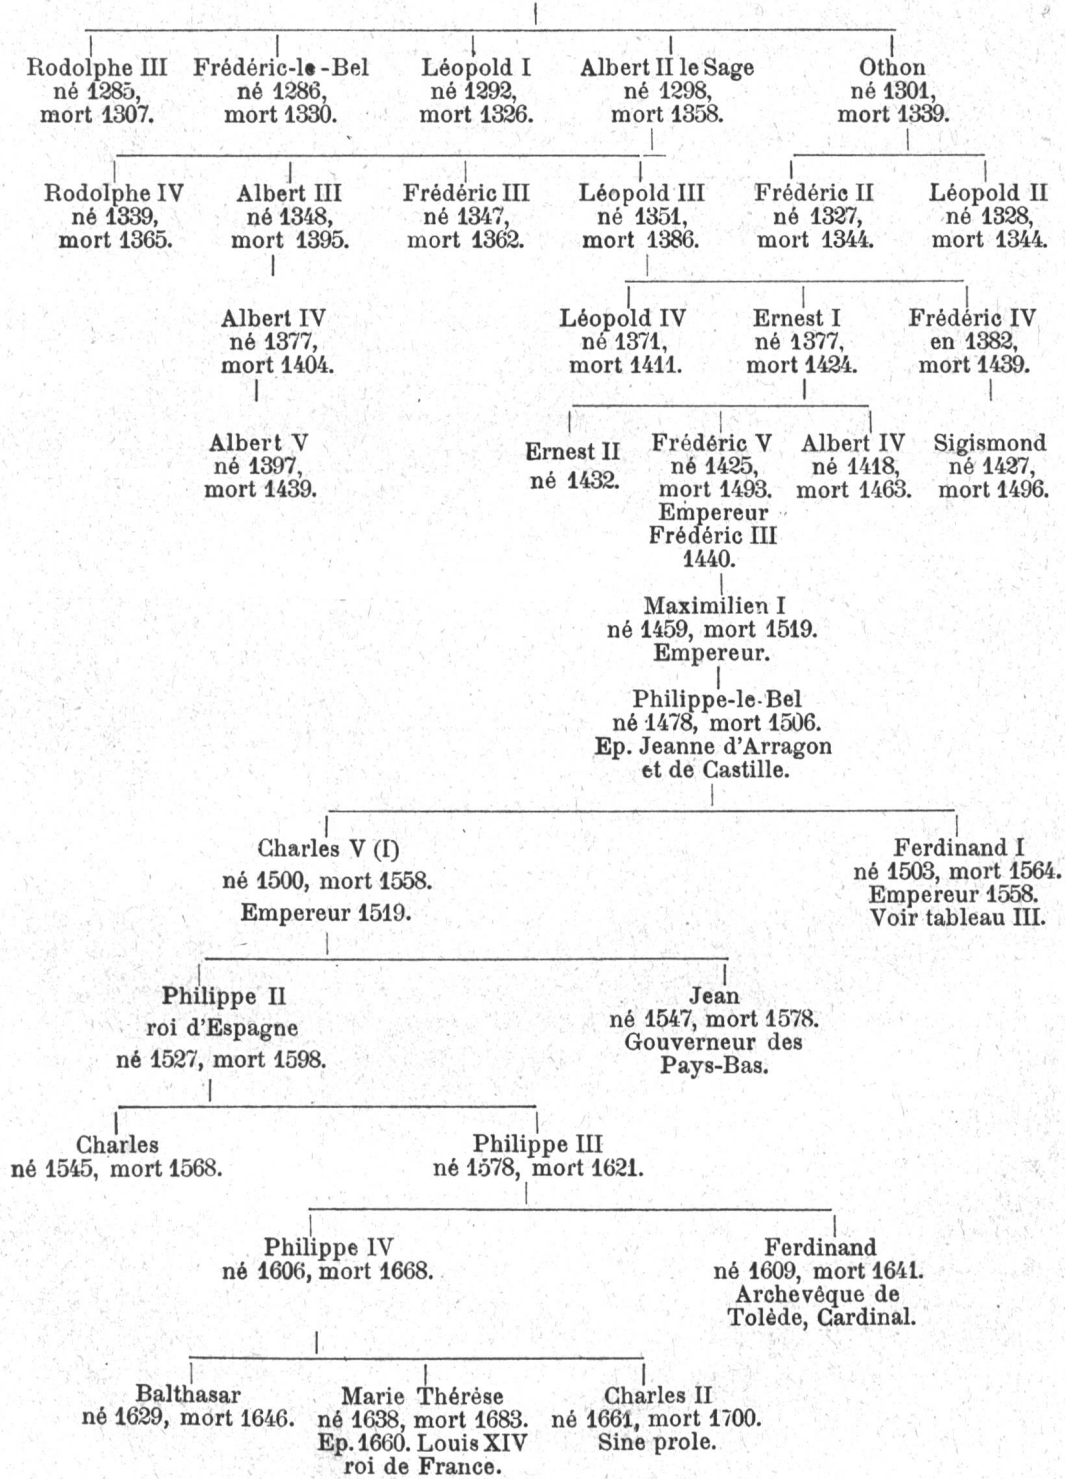 Rodolphe III Frédéric-le-Bel Léopold I Albert II le Sage Othon
né 1285, né 1286, né 1292, né 1298, né 1301,
mort 1307. mort 1330. mort 1326. mort 1358. mort 1339.
Rodolphe IV Albert III Frédéric III Léopold III Frédéric II Léopold II
né 1339, né 1348, né 1347, né 1351, né 1327, né 1328,
mort 1365. mort 1395. mort 1362. mort 1386. mort 1344. mort 1344.
Albert IV Léopold IV Ernest I Frédéric IV
né 1377, né 1371, né 1377, en 1382,
mort 1404. mort 1411. mort 1424. mort 1439.
Albert V Ernest II Frédéric V Albert IV Sigismond
né 1397, né 1432. né 1425, né 1418, né 1427,
mort 1439. mort 1493. mort 1463. mort 1496.
Empereur
Frédéric III
1440.
Maximilien I
né 1459, mort 1519.
Empereur.
Philippe-le-Bel
né 1478, mort 1506.
Ep. Jeanne d'Arragon
et de Castille.
Charles V (I) Ferdinand I
né 1500, mort 1558. né 1503, mort 1564.
Empereur 1519. Empereur 1558.
Voir tableau III.
Philippe II Jean
roi d'Espagne né 1547, mort 1578.
né 1527, mort 1598. Gouverneur des
Pays-Bas.
Charles Philippe III
né 1545, mort 1568. né 1578, mort 1621.
Philippe IV Ferdinand
né 1606, mort 1668. né 1609, mort 1641.
Archevêque de
Tolède, Cardinal.
Balthasar Marie Thérèse Charles II
né 1629, mort 1646. né 1638, mort 1683. né 1661, mort 1700.
Ep. 1660. Louis XIV Sine prole.
roi de France.